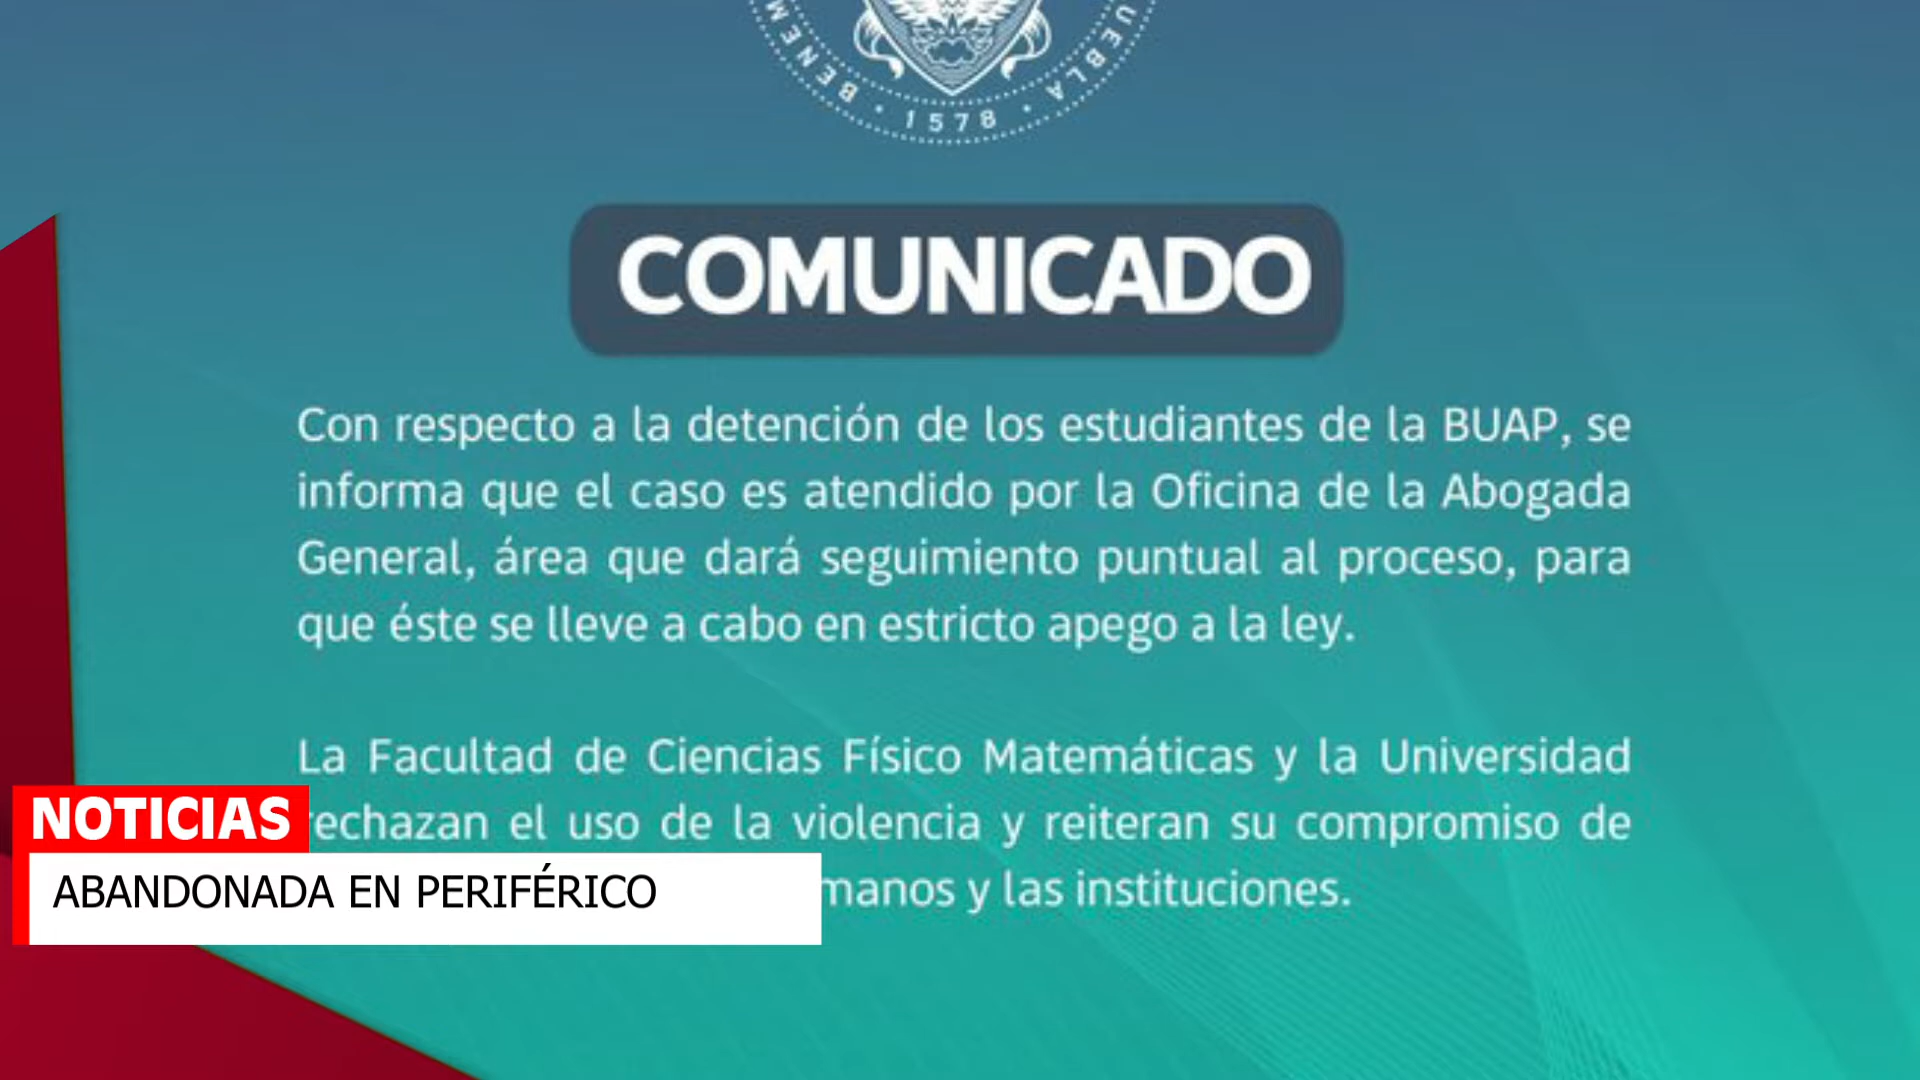 BENEM
UEBLA
· 1578 ·
COMUNICADO
Con respecto a la detención de los estudiantes de la BUAP, se
informa que el caso es atendido por la Oficina de la Abogada
General, área que dará seguimiento puntual al proceso, para
que éste se lleve a cabo en estricto apego a la ley.
La Facultad de Ciencias Físico Matemáticas y la Universidad
rechazan el uso de la violencia y reiteran su compromiso de
manos y las instituciones.
NOTICIAS
ABANDONADA EN PERIFÉRICO